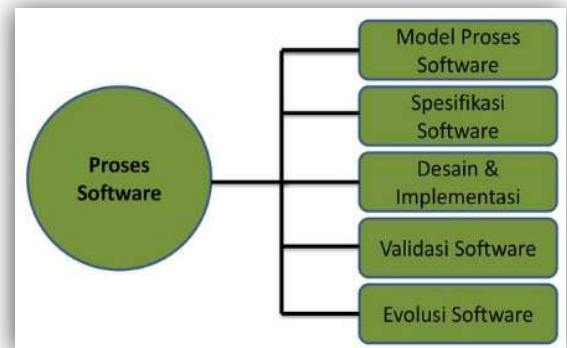 Proses
Software
Model Proses
Software
Spesifikasi
Software
Desain &
Implementasi
Validasi Software
Evolusi Software